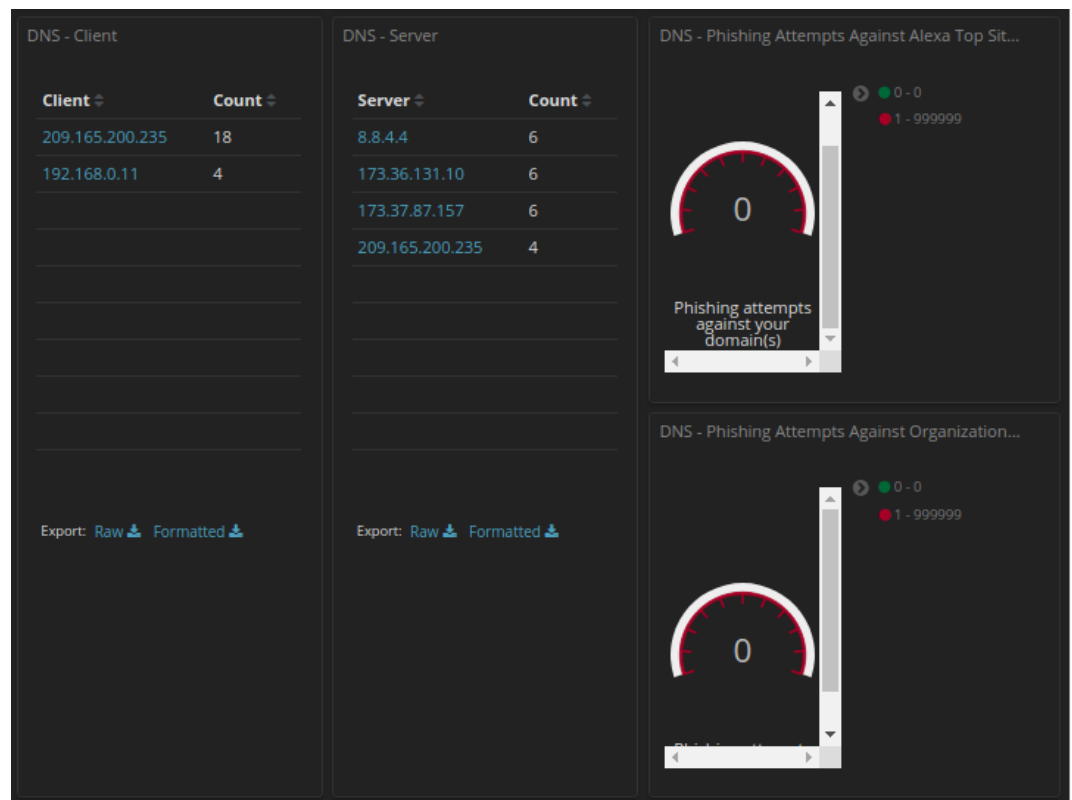 DNS - Client
Client Count
209.165.200.235 18
192.168.0.11 4
Export: Raw Formatted
DNS - Server
Server Count
8.8.4.4 6
173.36.131.10 6
173.37.87.157 6
209.165.200.235 4
Export: Raw Formatted
DNS - Phishing Attempts Against Alexa Top Sit...
0 - 0
1 - 999999
0
Phishing attempts
against your
domain(s)
DNS - Phishing Attempts Against Organization...
0 - 0
1 - 999999
0